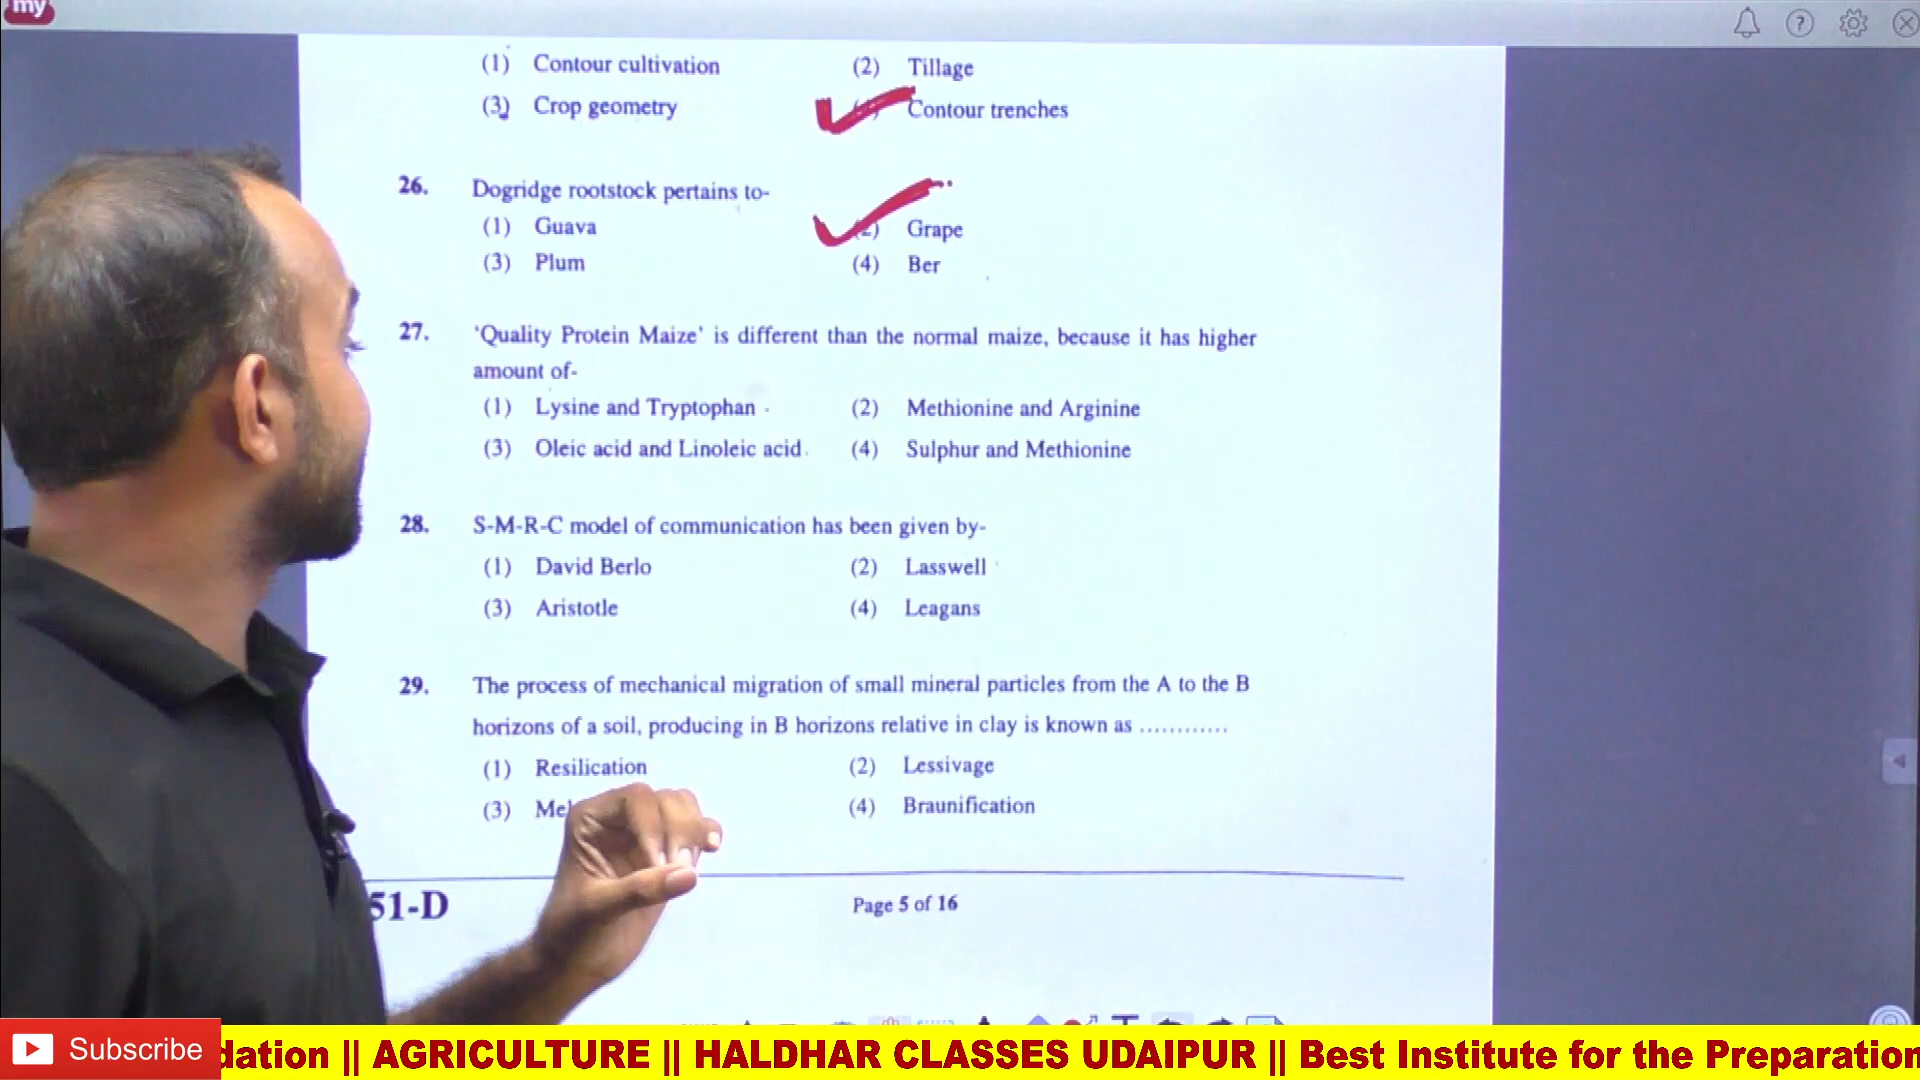 my
(1) Contour cultivation (2) Tillage
(3) Crop geometry Contour trenches
26. Dogridge rootstock pertains to-
(1) Guava (2) Grape
(3) Plum (4) Ber
27. 'Quality Protein Maize' is different than the normal maize, because it has higher
amount of-
(1) Lysine and Tryptophan (2) Methionine and Arginine
(3) Oleic acid and Linoleic acid (4) Sulphur and Methionine
28. S-M-R-C model of communication has been given by-
(1) David Berlo (2) Lasswell
(3) Aristotle (4) Leagans
29. The process of mechanical migration of small mineral particles from the A to the B
horizons of a soil, producing in B horizons relative in clay is known as ............
(1) Resilication (2) Lessivage
(3) (4) Braunification
51-D Page 5 of 16
Subscribe dation || AGRICULTURE || HALDHAR CLASSES UDAIPUR || Best Institute for the Preparation